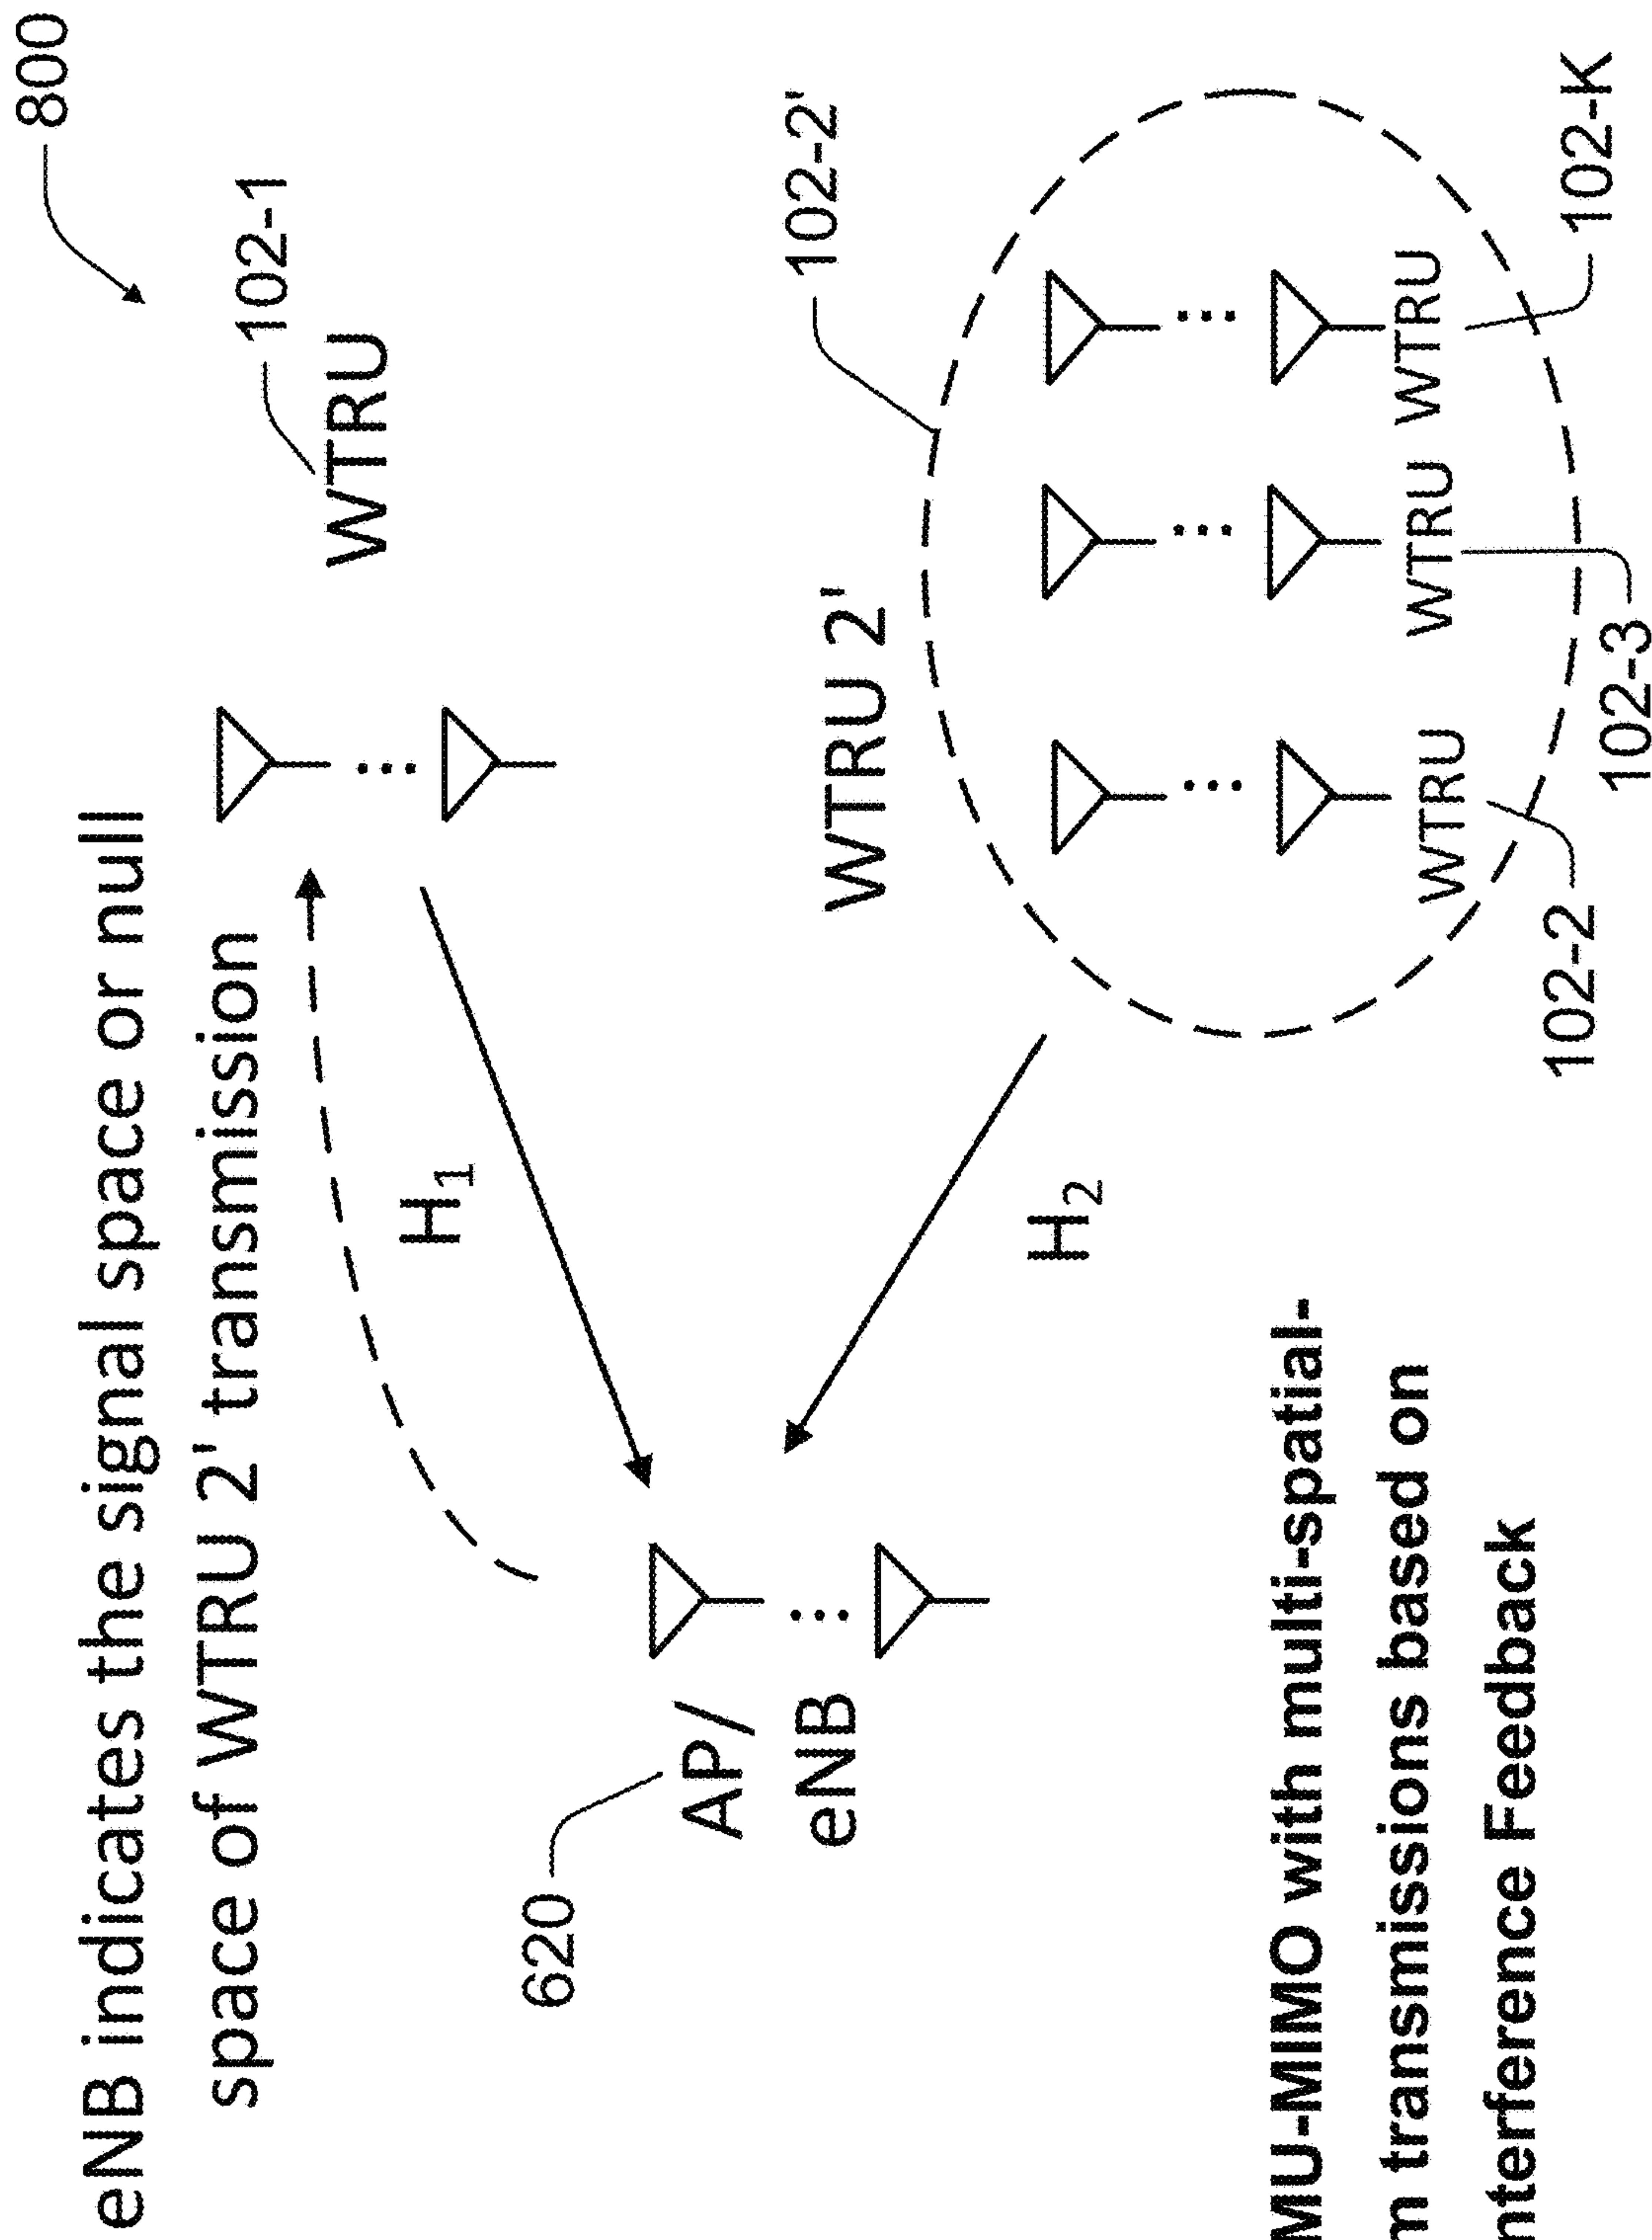 800
eNB indicates the signal space or null
space of WTRU 2' transmission
102-1
WTRU
H1
620
AP/
eNB
H2
WTRU 2'
102-2'
WTRU
WTRU
WTRU
102-2
102-3
102-K
MU-MIMO with multi-spatial-
m transmissions based on
nterference Feedback